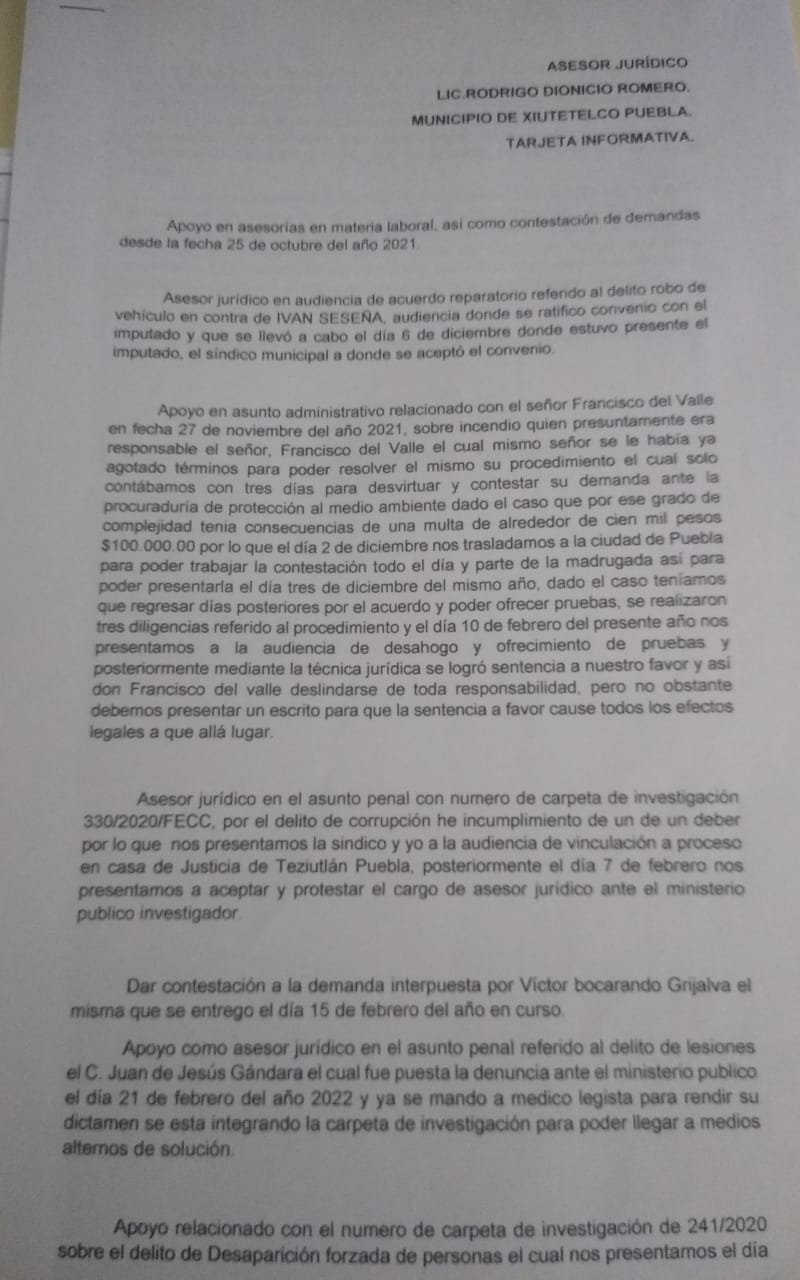 ASESOR JURÍDICO
LIC.RODRIGO DIONICIO ROMERO.
MUNICIPIO DE XIUTETELCO PUEBLA.
TARJETA INFORMATIVA.
Apoyo en asesorías en materia laboral, así como contestación de demandas
desde la fecha 25 de octubre del año 2021.
Asesor jurídico en audiencia de acuerdo reparatorio referido al delito robo de
vehículo en contra de IVAN SESEÑA, audiencia donde se ratifico convenio con el
imputado y que se llevó a cabo el día 6 de diciembre donde estuvo presente el
imputado, el síndico municipal a donde se aceptó el convenio.
Apoyo en asunto administrativo relacionado con el señor Francisco del Valle
en fecha 27 de noviembre del año 2021, sobre incendio quien presuntamente era
responsable el señor, Francisco del Valle el cual mismo señor se le había ya
agotado términos para poder resolver el mismo su procedimiento el cual solo
contábamos con tres días para desvirtuar y contestar su demanda ante la
procuraduría de protección al medio ambiente dado el caso que por ese grado de
complejidad tenia consecuencias de una multa de alrededor de cien mil pesos
$100.000.00 por lo que el día 2 de diciembre nos trasladamos a la ciudad de Puebla
para poder trabajar la contestación todo el día y parte de la madrugada así para
poder presentarla el día tres de diciembre del mismo año, dado el caso teníamos
que regresar días posteriores por el acuerdo y poder ofrecer pruebas, se realizaron
tres diligencias referido al procedimiento y el día 10 de febrero del presente año nos
presentamos a la audiencia de desahogo y ofrecimiento de pruebas y
posteriormente mediante la técnica jurídica se logró sentencia a nuestro favor y así
don Francisco del valle deslindarse de toda responsabilidad, pero no obstante
debemos presentar un escrito para que la sentencia a favor cause todos los efectos
legales a que allá lugar.
Asesor jurídico en el asunto penal con numero de carpeta de investigación
330/2020/FECC, por el delito de corrupción he incumplimiento de un de un deber
por lo que nos presentamos la sindico y yo a la audiencia de vinculación a proceso
en casa de Justicia de Teziutlán Puebla, posteriormente el día 7 de febrero nos
presentamos a aceptar y protestar el cargo de asesor jurídico ante el ministerio
publico investigador.
Dar contestación a la demanda interpuesta por Víctor bocarando Grijalva el
misma que se entrego el día 15 de febrero del año en curso.
Apoyo como asesor jurídico en el asunto penal referido al delito de lesiones
el C. Juan de Jesús Gándara el cual fue puesta la denuncia ante el ministerio publico
el día 21 de febrero del año 2022 y ya se mando a medico legista para rendir su
dictamen se esta integrando la carpeta de investigación para poder llegar a medios
alternos de solución.
Apoyo relacionado con el numero de carpeta de investigación de 241/2020
sobre el delito de Desaparición forzada de personas el cual nos presentamos el día